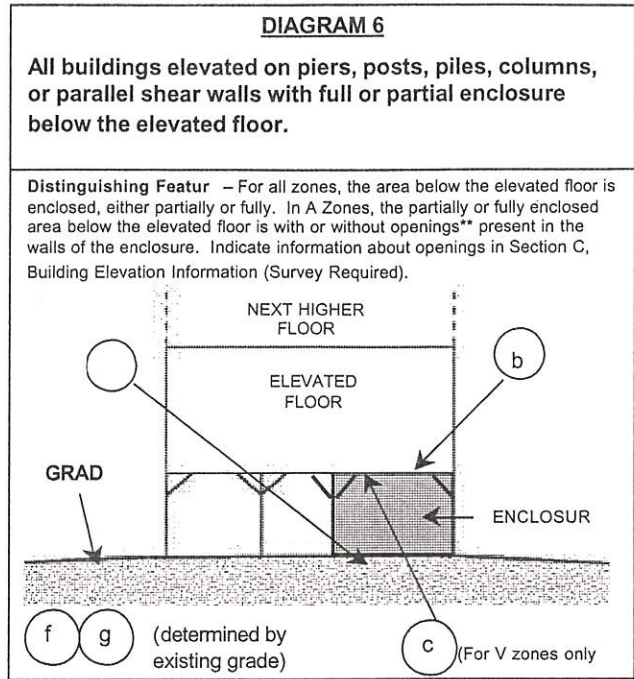 DIAGRAM 6
All buildings elevated on piers, posts, piles, columns,
or parallel shear walls with full or partial enclosure
below the elevated floor.
Distinguishing Featur – For all zones, the area below the elevated floor is
enclosed, either partially or fully. In A Zones, the partially or fully enclosed
area below the elevated floor is with or without openings** present in the
walls of the enclosure. Indicate information about openings in Section C,
Building Elevation Information (Survey Required).
NEXT HIGHER
FLOOR
b
ELEVATED
FLOOR
GRAD
ENCLOSUR
f g (determined by
existing grade)
c (For V zones only